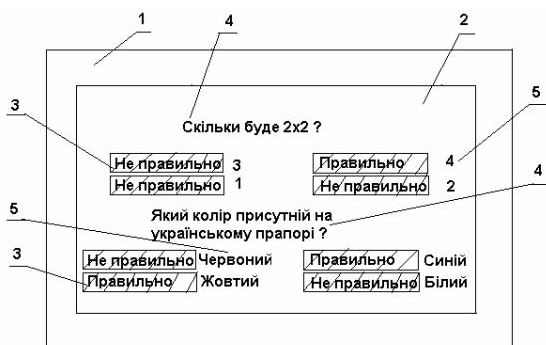 1
4
2
3
5
Скільки буде 2x2 ?
Не правильно 3 Правильно 4
Не правильно 1 Не правильно 2
4
Який колір присутній на
українському прапорі ?
5
3
Не правильно Червоний Правильно Синій
Правильно Жовтий Не правильно Білий